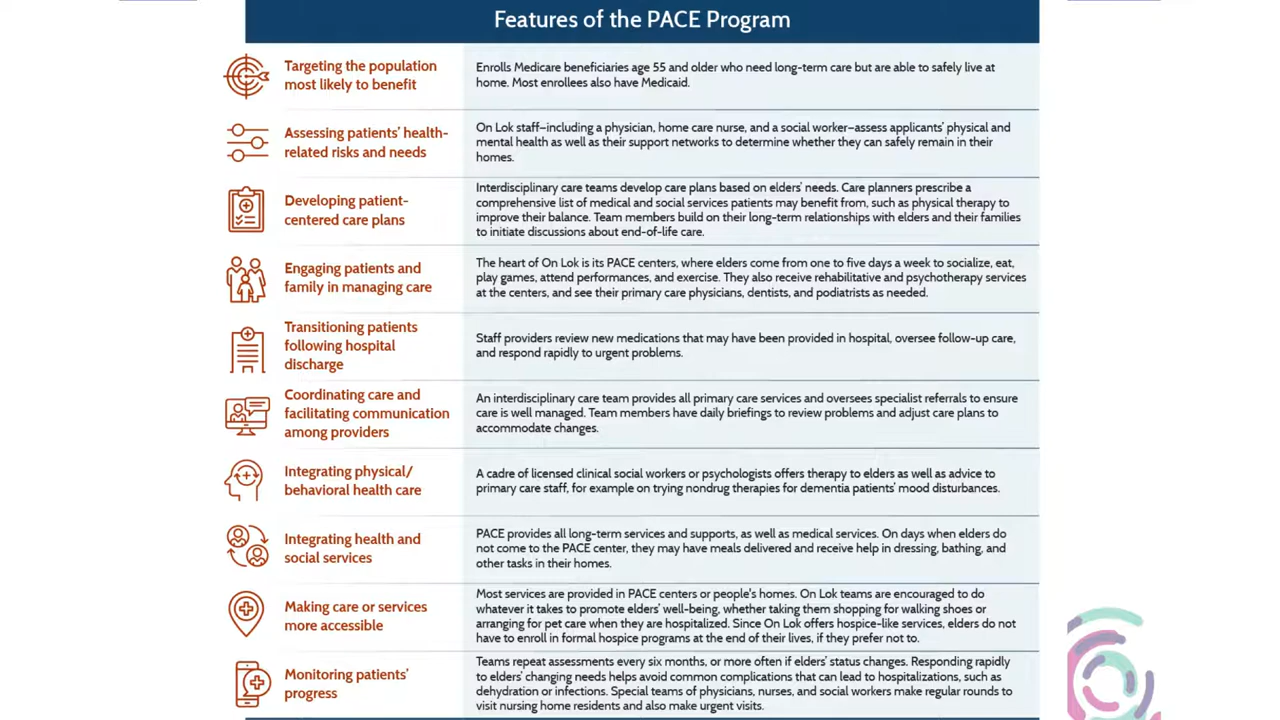 Features of the PACE Program
Targeting the population
most likely to benefit
Enrolls Medicare beneficiaries age 55 and older who need long-term care but are able to safely live at
home. Most enrollees also have Medicaid.
Assessing patients' health-
related risks and needs
On Lok staff—including a physician, home care nurse, and a social worker—assess applicants' physical and
mental health as well as their support networks to determine whether they can safely remain in their
homes.
Developing patient-
centered care plans
Interdisciplinary care teams develop care plans based on elders' needs. Care planners prescribe a
comprehensive list of medical and social services patients may benefit from, such as physical therapy to
improve their balance. Team members build on their long-term relationships with elders and their families
to initiate discussions about end-of-life care.
Engaging patients and
family in managing care
The heart of On Lok is its PACE centers, where elders come from one to five days a week to socialize, eat,
play games, attend performances, and exercise. They also receive rehabilitative and psychotherapy services
at the centers, and see their primary care physicians, dentists, and podiatrists as needed.
Transitioning patients
following hospital
discharge
Staff providers review new medications that may have been provided in hospital, oversee follow-up care,
and respond rapidly to urgent problems.
Coordinating care and
facilitating communication
among providers
An interdisciplinary care team provides all primary care services and oversees specialist referrals to ensure
care is well managed. Team members have daily briefings to review problems and adjust care plans to
accommodate changes.
Integrating physical/
behavioral health care
A cadre of licensed clinical social workers or psychologists offers therapy to elders as well as advice to
primary care staff, for example on trying nondrug therapies for dementia patients' mood disturbances.
Integrating health and
social services
PACE provides all long-term services and supports, as well as medical services. On days when elders do
not come to the PACE center, they may have meals delivered and receive help in dressing, bathing, and
other tasks in their homes.
Making care or services
more accessible
Most services are provided in PACE centers or people's homes. On Lok teams are encouraged to do
whatever it takes to promote elders' well-being, whether taking them shopping for walking shoes or
arranging for pet care when they are hospitalized. Since On Lok offers hospice-like services, elders do not
have to enroll in formal hospice programs at the end of their lives, if they prefer not to.
Monitoring patients'
progress
Teams repeat assessments every six months, or more often if elders' status changes. Responding rapidly
to elders' changing needs helps avoid common complications that can lead to hospitalizations, such as
dehydration or infections. Special teams of physicians, nurses, and social workers make regular rounds to
visit nursing home residents and also make urgent visits.